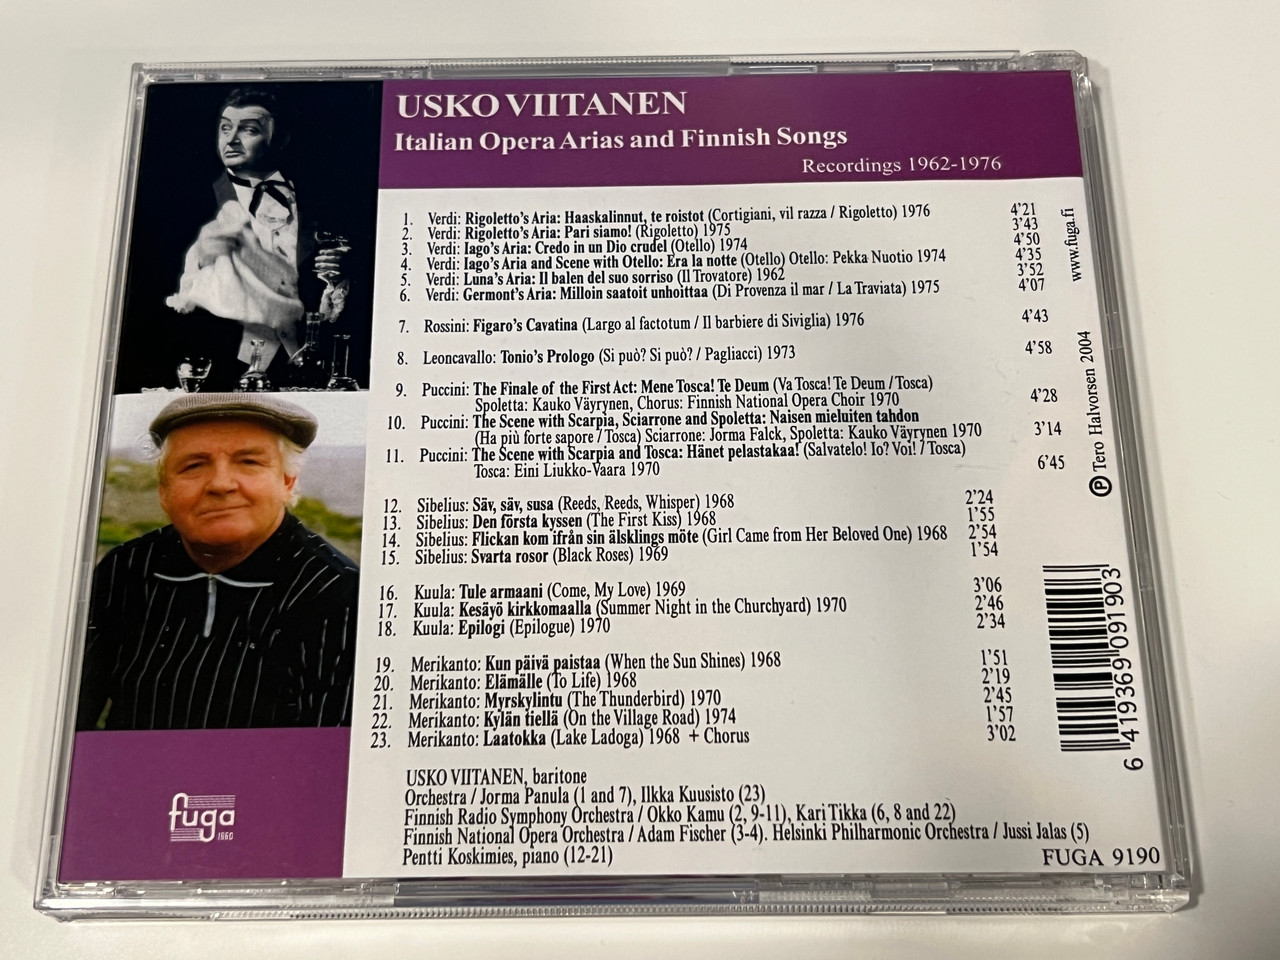 USKO VIITANEN
Italian Opera Arias and Finnish Songs
Recordings 1962-1976
1. Verdi: Rigoletto's Aria: Haaskalinnut, te roistot (Cortigiani, vil razza / Rigoletto) 1976 4'21
2. Verdi: Rigoletto's Aria: Pari siamo! (Rigoletto) 1975 3'43
3. Verdi: Iago's Aria: Credo in un Dio crudel (Otello) 1974 4'50
4. Verdi: Iago's Aria and Scene with Otello: Era la notte (Otello) Otello: Pekka Nuotio 1974 4'35
5. Verdi: Luna's Aria: Il balen del suo sorriso (Il Trovatore) 1962 3'52
6. Verdi: Germont's Aria: Milloin saatoit unhoittaa (Di Provenza il mar / La Traviata) 1975 4'07
7. Rossini: Figaro's Cavatina (Largo al factotum / Il barbiere di Siviglia) 1976 4'43
8. Leoncavallo: Tonio's Prologo (Si può? Si può? / Pagliacci) 1973 4'58
9. Puccini: The Finale of the First Act: Mene Tosca! Te Deum (Va Tosca! Te Deum / Tosca)
Spoletta: Kauko Väyrynen, Chorus: Finnish National Opera Choir 1970 4'28
10. Puccini: The Scene with Scarpia, Sciarrone and Spoletta: Naisen mieluiten tahdon
(Ha più forte sapore / Tosca) Sciarrone: Jorma Falck, Spoletta: Kauko Väyrynen 1970 3'14
11. Puccini: The Scene with Scarpia and Tosca: Hänet pelastakaa! (Salvatelo! Io? Voi! / Tosca)
Tosca: Eini Liukko-Vaara 1970 6'45
12. Sibelius: Säv, säv, susa (Reeds, Reeds, Whisper) 1968 2'24
13. Sibelius: Den första kyssen (The First Kiss) 1968 1'55
14. Sibelius: Flickan kom ifrån sin älsklings möte (Girl Came from Her Beloved One) 1968 2'54
15. Sibelius: Svarta rosor (Black Roses) 1969 1'54
16. Kuula: Tule armaani (Come, My Love) 1969 3'06
17. Kuula: Kesäyö kirkkomaalla (Summer Night in the Churchyard) 1970 2'46
18. Kuula: Epilogi (Epilogue) 1970 2'34
19. Merikanto: Kun päivä paistaa (When the Sun Shines) 1968 1'51
20. Merikanto: Elämälle (To Life) 1968 2'19
21. Merikanto: Myrskylintu (The Thunderbird) 1970 2'45
22. Merikanto: Kylän tiellä (On the Village Road) 1974 1'57
23. Merikanto: Laatokka (Lake Ladoga) 1968 + Chorus 3'02
USKO VIITANEN, baritone
Orchestra / Jorma Panula (1 and 7), Ilkka Kuusisto (23)
Finnish Radio Symphony Orchestra / Okko Kamu (2, 9-11), Kari Tikka (6, 8 and 22)
Finnish National Opera Orchestra / Adam Fischer (3-4). Helsinki Philharmonic Orchestra / Jussi Jalas (5)
Pentti Koskimies, piano (12-21)
FUGA 9190
www.fuga.fi
Ⓟ Tero Halvorsen 2004
6 419369 091903
fuga
1960